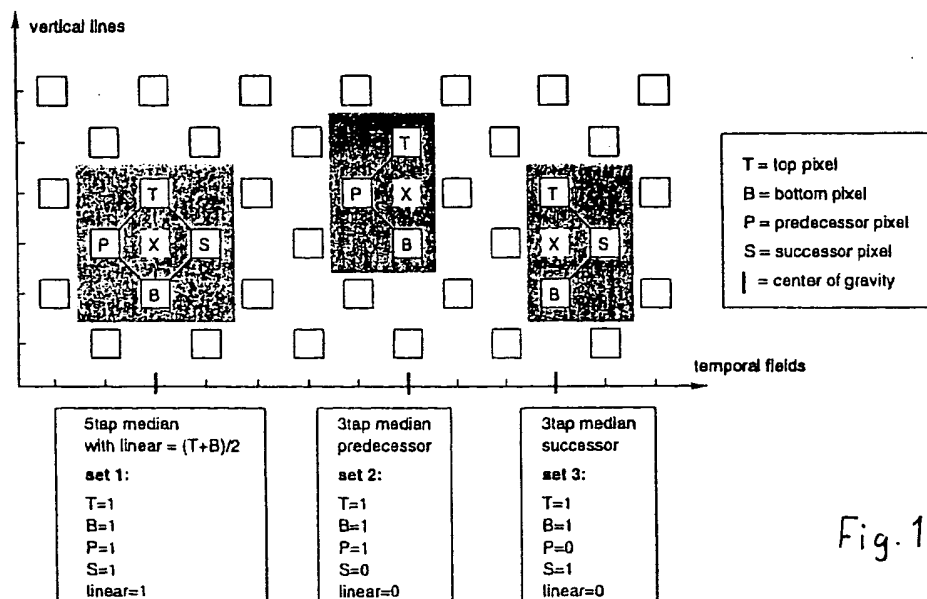 vertical lines
T
T
T
P
X
P
X
S
X
S
B
B
B
T = top pixel
B = bottom pixel
P = predecessor pixel
S = successor pixel
| = center of gravity
temporal fields
5tap median
with linear = (T+B)/2
set 1:
T=1
B=1
P=1
S=1
linear=1
3tap median
predecessor
set 2:
T=1
B=1
P=1
S=0
linear=0
3tap median
successor
set 3:
T=1
B=1
P=0
S=1
linear=0
Fig. 1